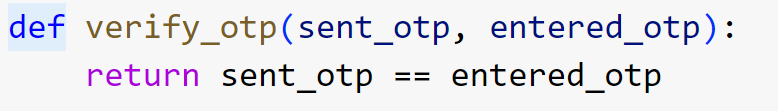 def verify_otp(sent_otp, entered_otp):
    return sent_otp == entered_otp